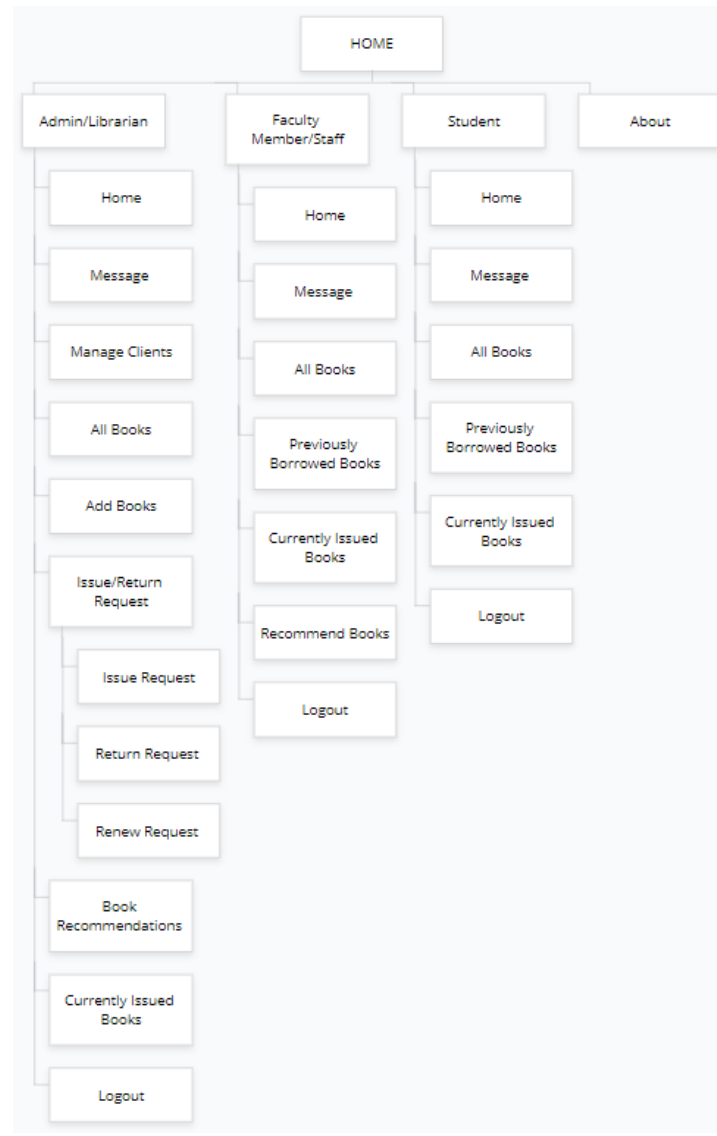 HOME
Admin/Librarian
Home
Message
Manage Clients
All Books
Add Books
Issue/Return
Request
Issue Request
Return Request
Renew Request
Book
Recommendations
Currently Issued
Books
Logout
Faculty
Member/Staff
Home
Message
All Books
Previously
Borrowed Books
Currently Issued
Books
Recommend Books
Logout
Student
Home
Message
All Books
Previously
Borrowed Books
Currently Issued
Books
Logout
About